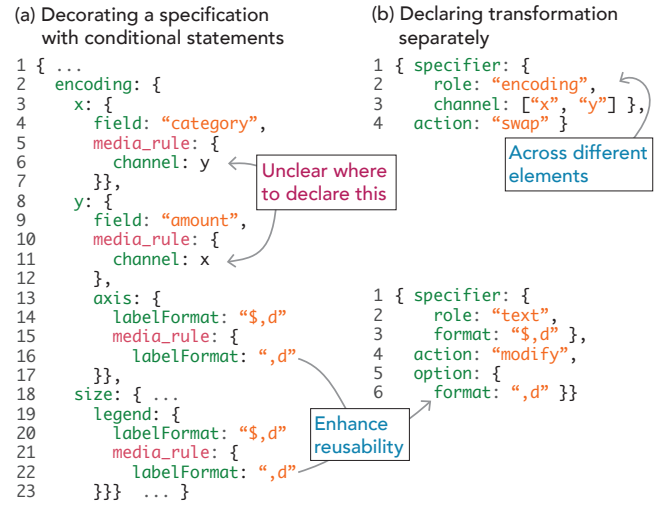 (a) Decorating a specification
with conditional statements
1 { ...
2 encoding: {
3 x: {
4 field: “category”,
5 media_rule: {
6 channel: y
7 }},
8 y: {
9 field: “amount”,
10 media_rule: {
11 channel: x
12 },
13 axis: {
14 labelFormat: “$,d”
15 media_rule: {
16 labelFormat: “,d”
17 }},
18 size: { ...
19 legend: {
20 labelFormat: “$,d”
21 media_rule: {
22 labelFormat: “,d”
23 }}} ... }
Unclear where
to declare this
Enhance
reusability
(b) Declaring transformation
separately
1 { specifier: {
2 role: “encoding”,
3 channel: [“x”, “y”] },
4 action: “swap” }
Across different
elements
1 { specifier: {
2 role: “text”,
3 format: “$,d” },
4 action: “modify”,
5 option: {
6 format: “,d” }}